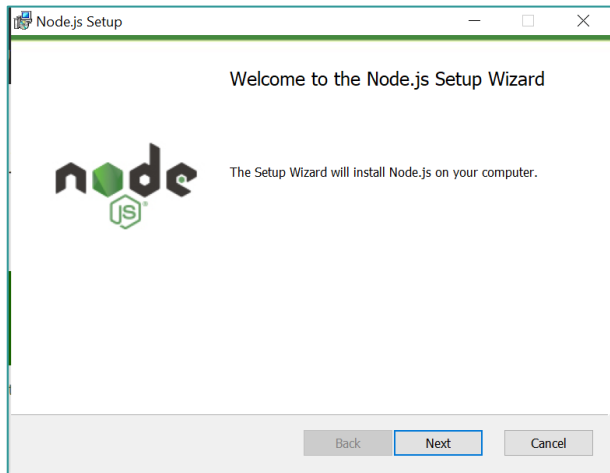 Node.js Setup
Welcome to the Node.js Setup Wizard
node
JS
The Setup Wizard will install Node.js on your computer.
Back Next Cancel